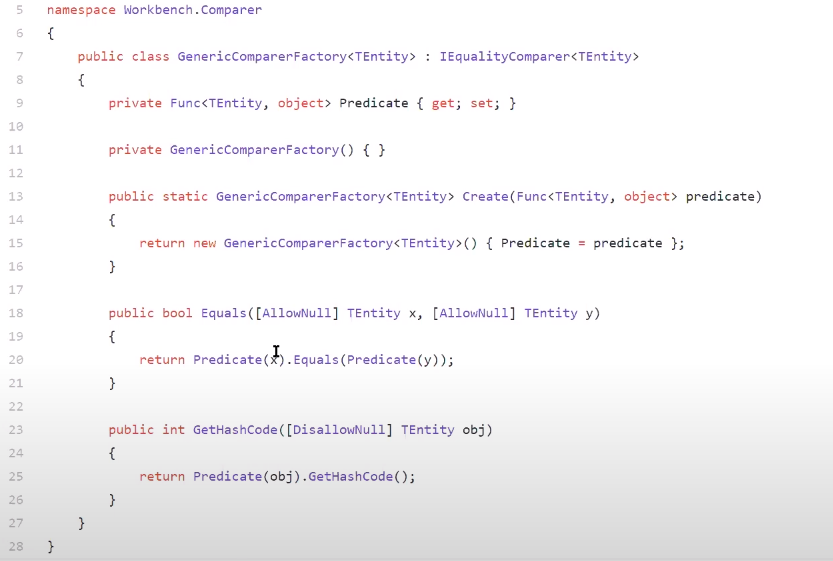 5 namespace Workbench.Comparer
6 {
7 public class GenericComparerFactory<TEntity> : IEqualityComparer<TEntity>
8 {
9 private Func<TEntity, object> Predicate { get; set; }
10
11 private GenericComparerFactory() { }
12
13 public static GenericComparerFactory<TEntity> Create(Func<TEntity, object> predicate)
14 {
15 return new GenericComparerFactory<TEntity>() { Predicate = predicate };
16 }
17
18 public bool Equals([AllowNull] TEntity x, [AllowNull] TEntity y)
19 {
20 return Predicate(x).Equals(Predicate(y));
21 }
22
23 public int GetHashCode([DisallowNull] TEntity obj)
24 {
25 return Predicate(obj).GetHashCode();
26 }
27 }
28 }